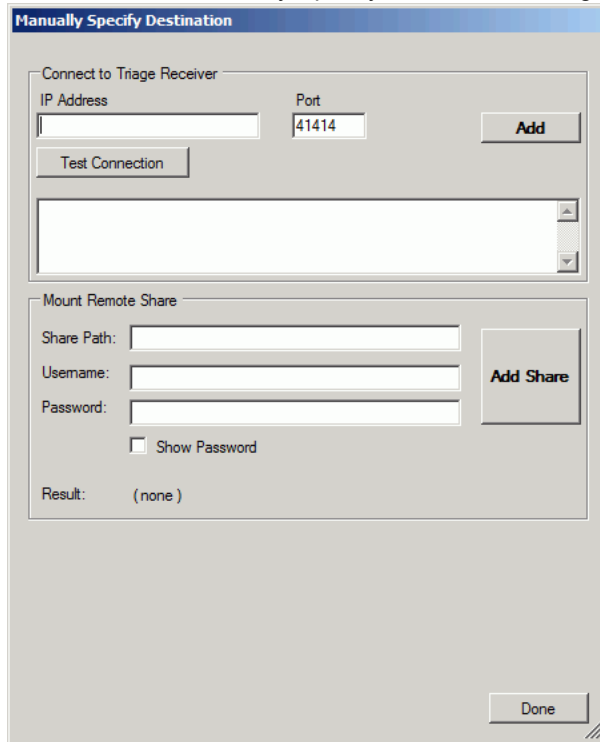 Manually Specify Destination
Connect to Triage Receiver
IP Address Port
41414 Add
Test Connection
Mount Remote Share
Share Path:
Username:
Add Share
Password:
Show Password
Result: (none)
Done